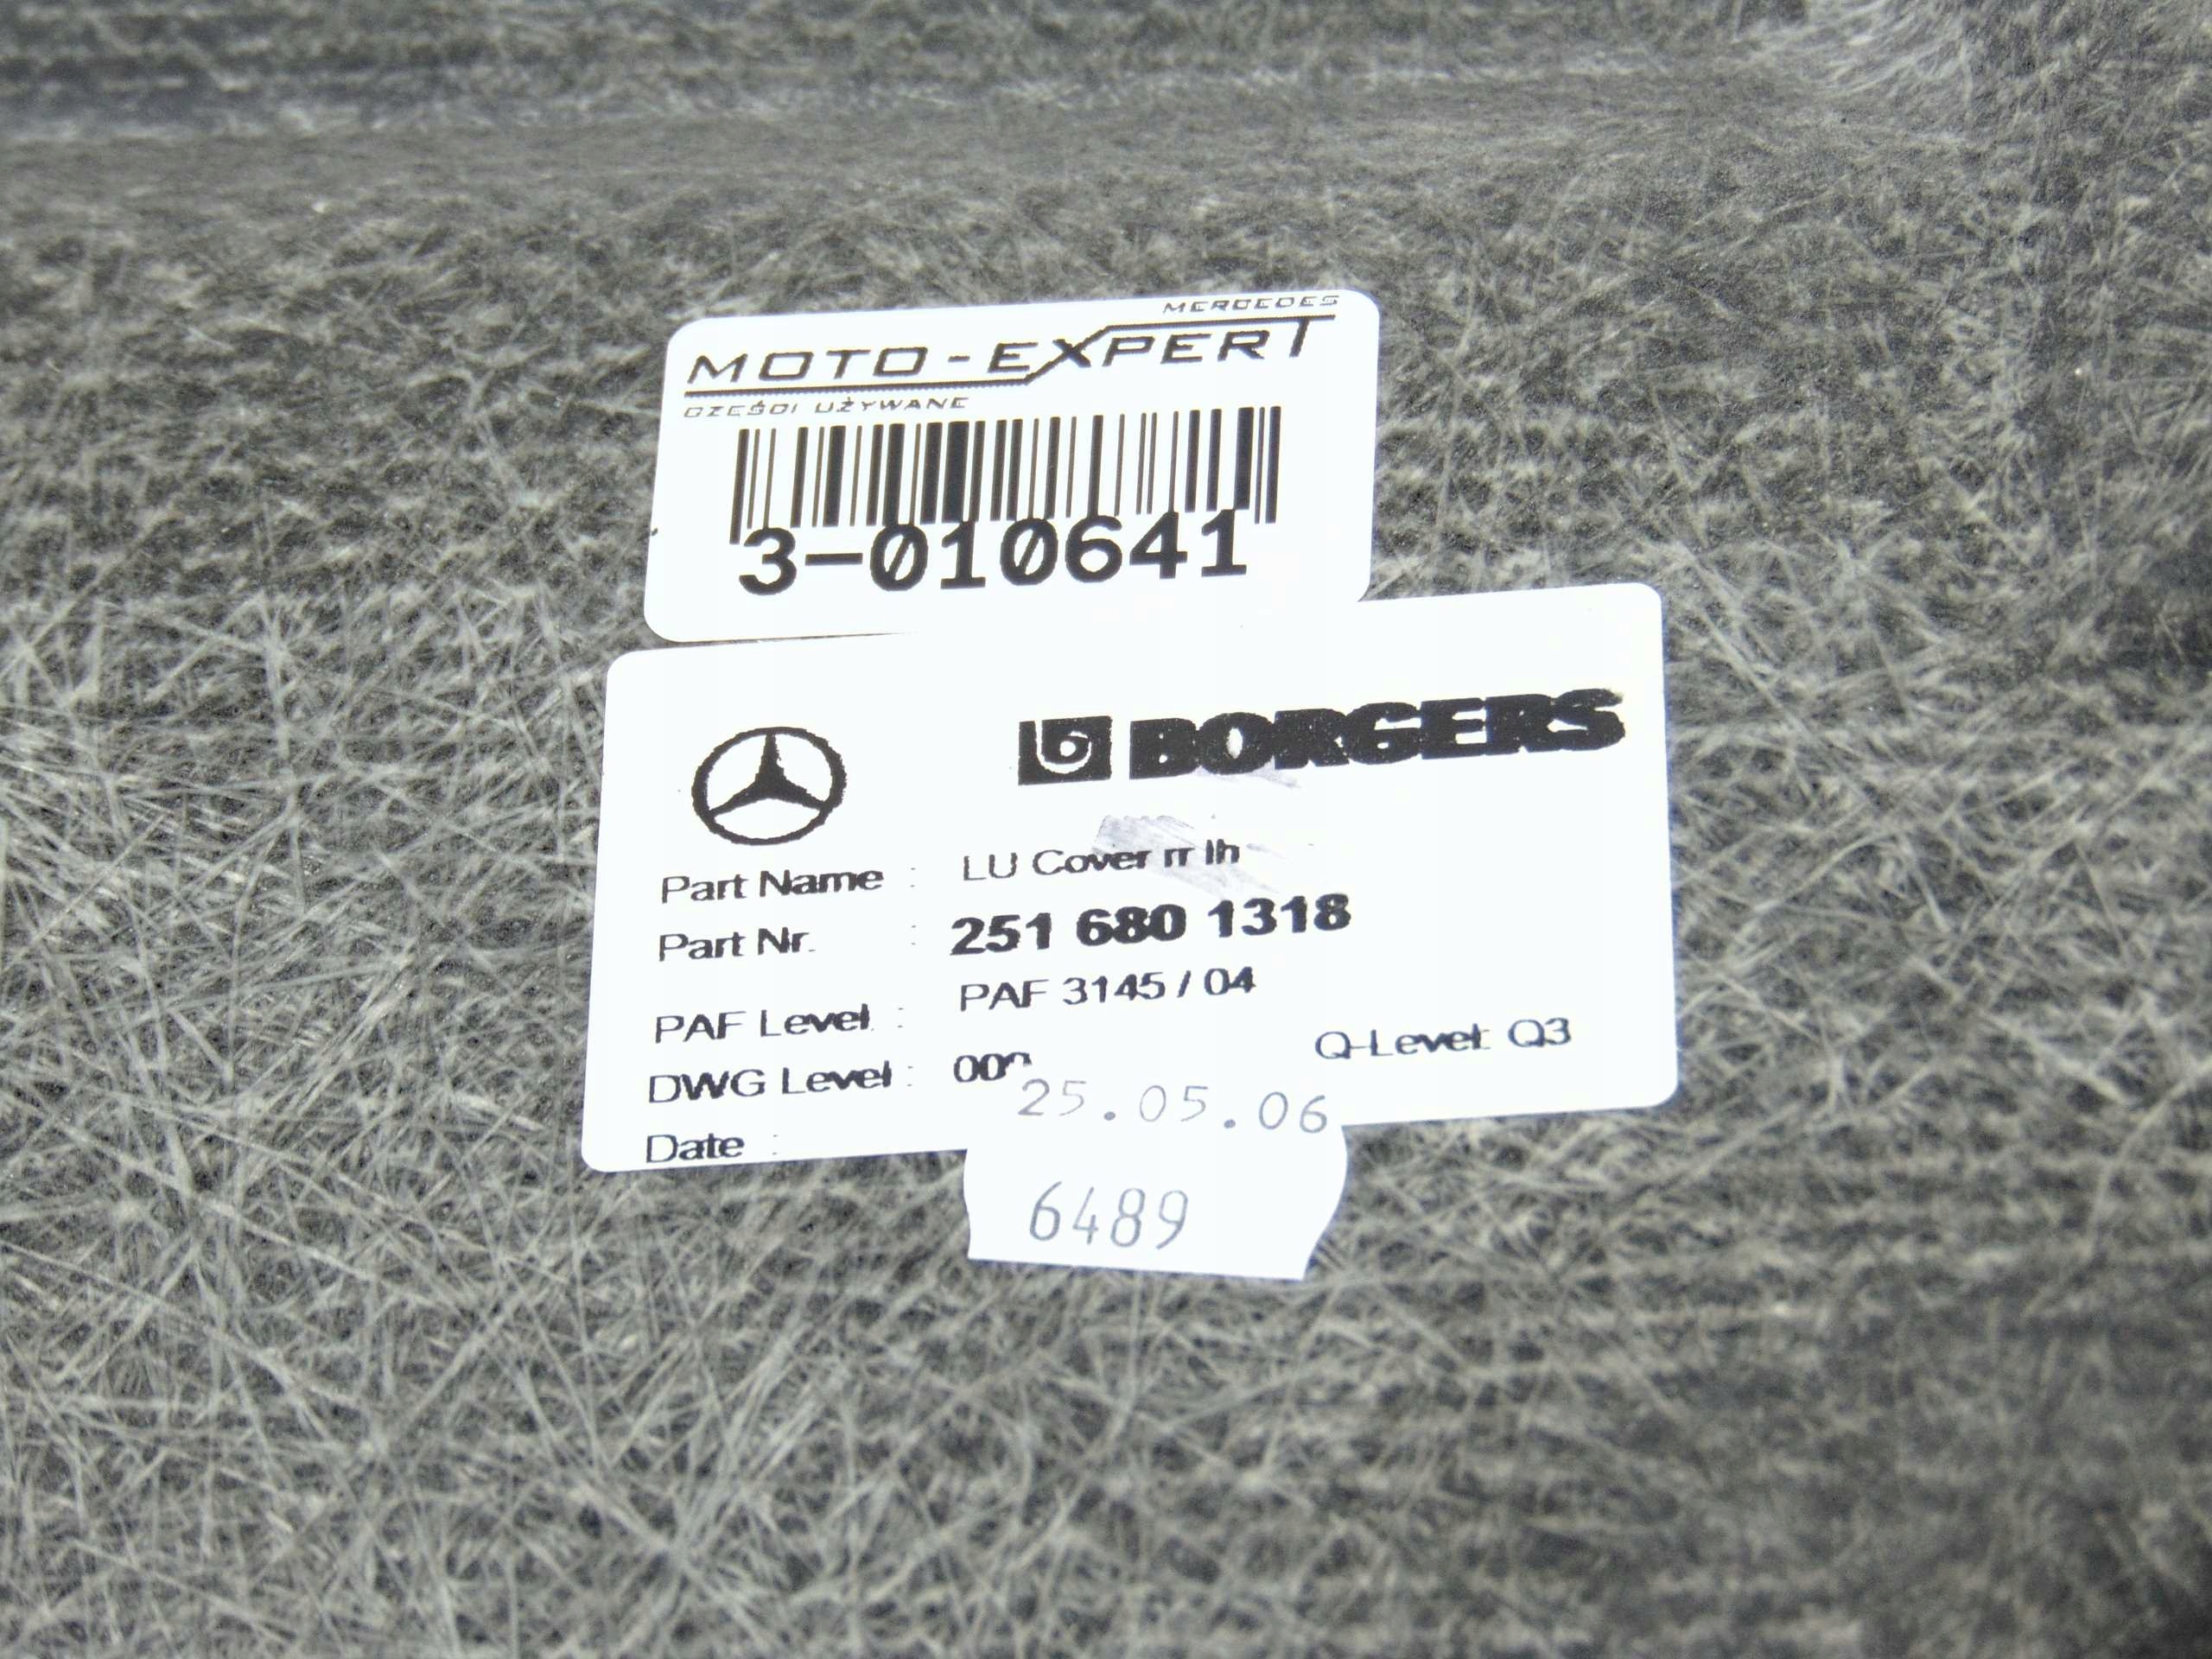 MERCEDES
MOTO-EXPERT
CZĘŚCI UŻYWANE
3-010641
BORGERS
Part Name : LU Cover rr lh
Part Nr. : 251 680 1318
PAF Level : PAF 3145 / 04
DWG Level : Q-Level: Q3
Date : 25.05.06
6489